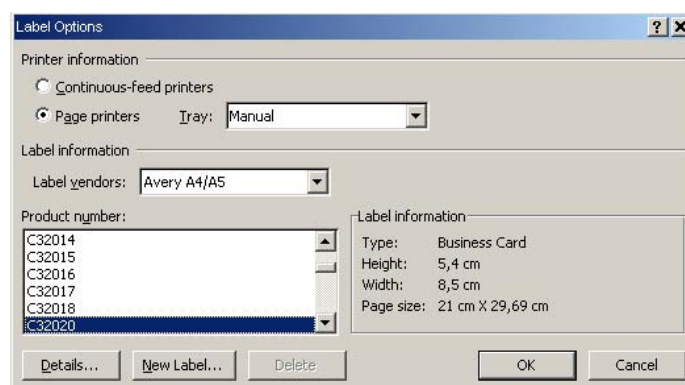 Label Options
Printer information
Continuous-feed printers
Page printers Tray: Manual
Label information
Label vendors: Avery A4/A5
Product number:
C32014
C32015
C32016
C32017
C32018
C32020
Label information
Type: Business Card
Height: 5,4 cm
Width: 8,5 cm
Page size: 21 cm X 29,69 cm
Details... New Label... Delete OK Cancel